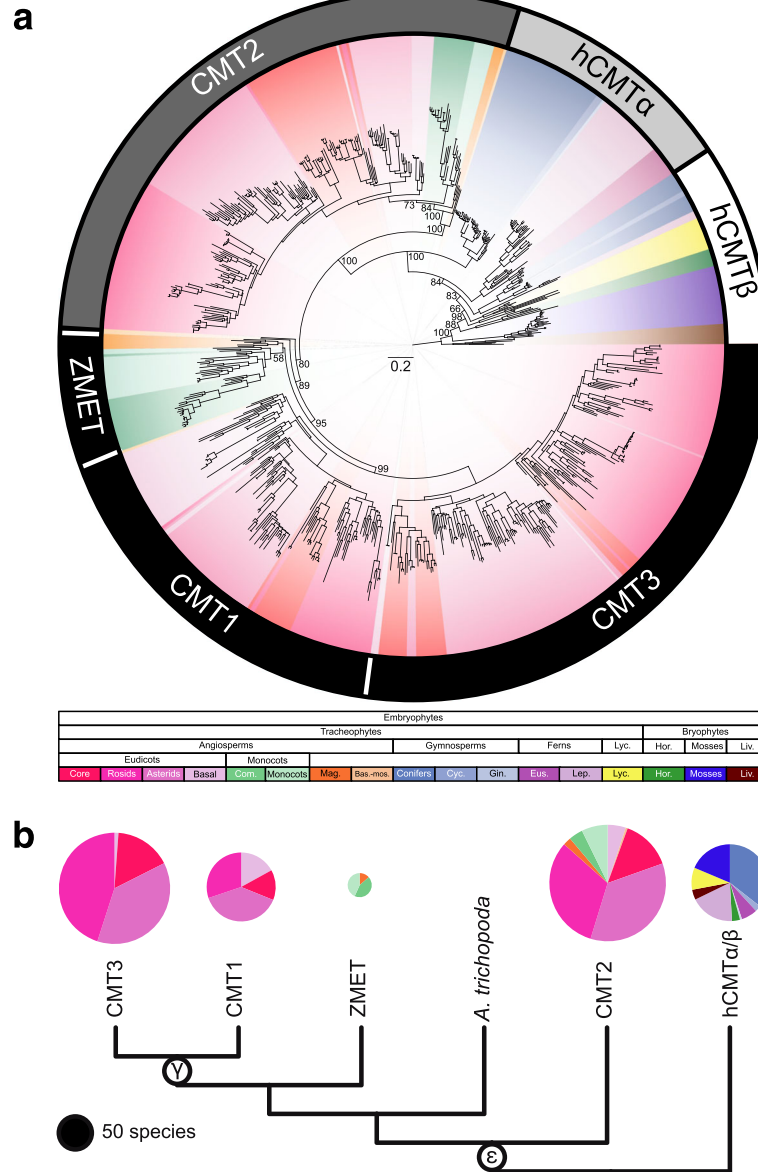 a
CMT2
hCMTα
hCMTβ
ZMET
CMT1
CMT3
73
84
100
100
100
100
84
83
66
98
88
100
0.2
58
80
89
95
99
Embryophytes
Tracheophytes
Bryophytes
Angiosperms
Gymnosperms
Ferns
Lyc.
Hor.
Mosses
Liv.
Eudicots
Monocots
Core
Rosids
Asterids
Basal
Com.
Monocots
Mag.
Bas.-mos.
Conifers
Cyc.
Gin.
Eus.
Lep.
Lyc.
Hor.
Mosses
Liv.
b
CMT3
CMT1
ZMET
A. trichopoda
CMT2
hCMTα/β
γ
50 species
ε